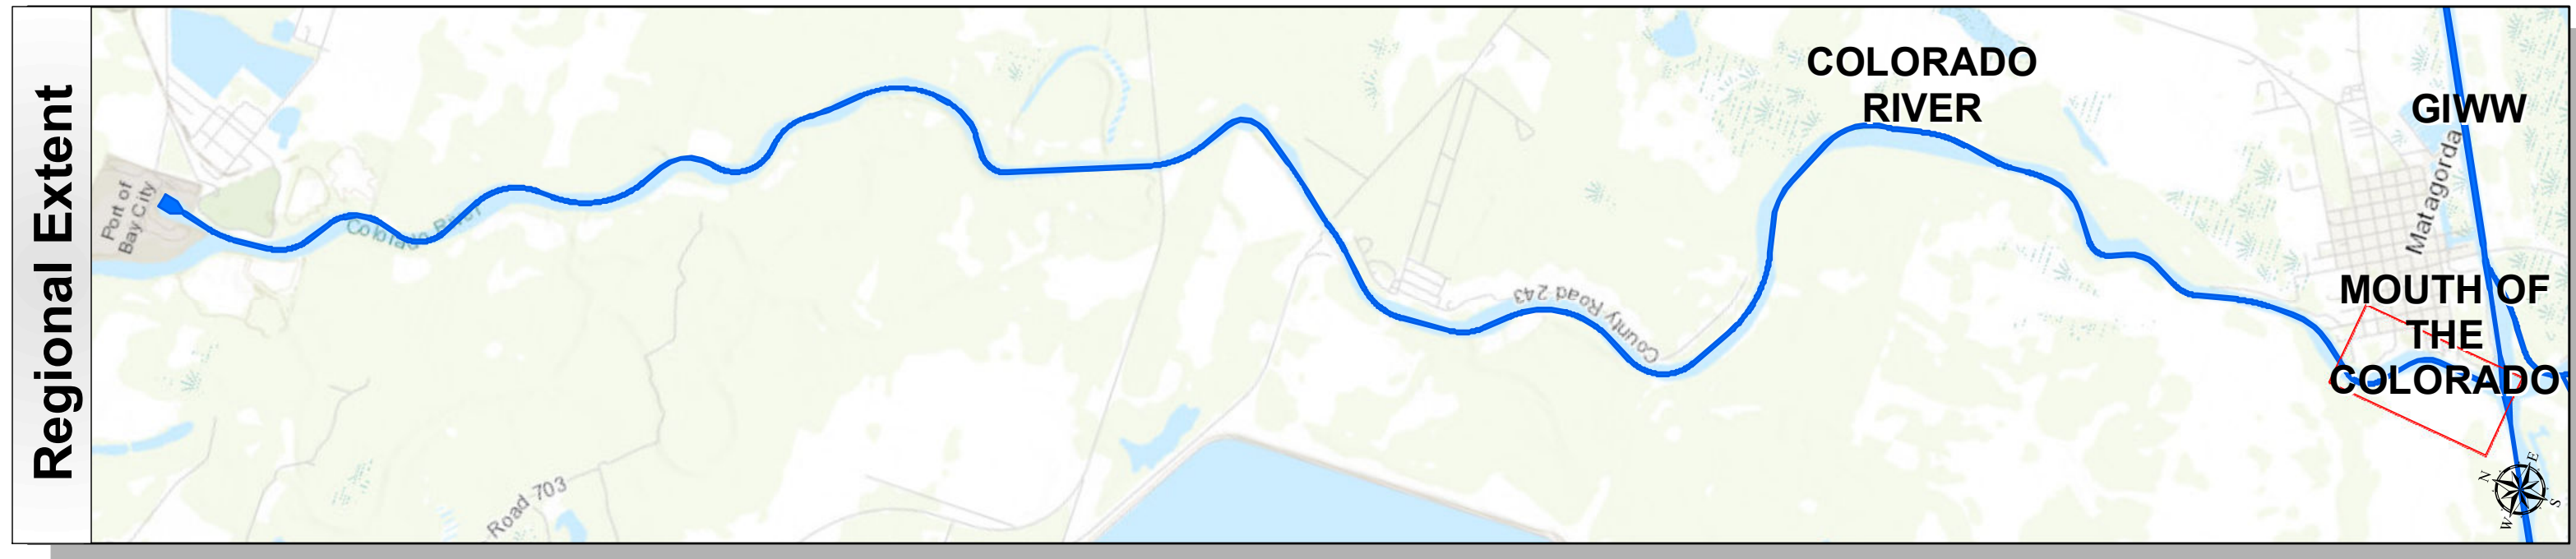 Regional Extent
Port of
Bay City
Colorado River
Road 703
County Road 243
COLORADO
RIVER
GIWW
Matagorda
MOUTH OF
THE
COLORADO
N
E
S
W